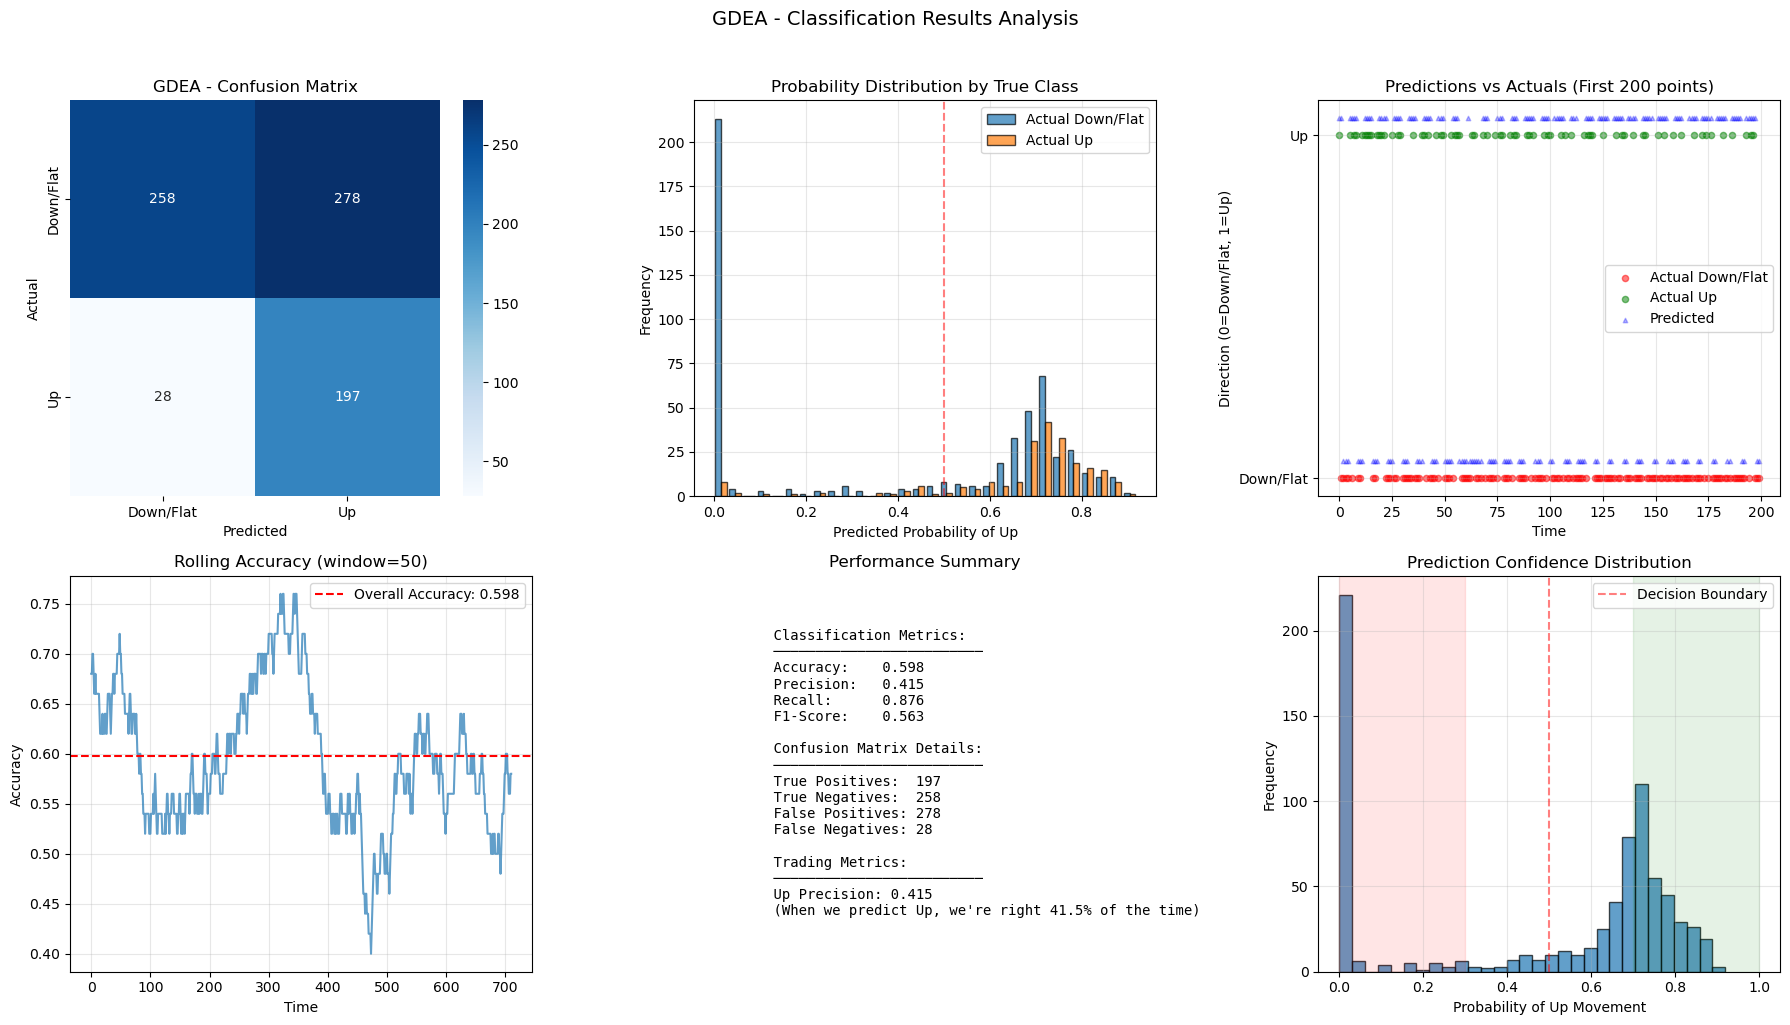 GDEA - Classification Results Analysis
GDEA - Confusion Matrix
Down/Flat
Up
Actual
258
278
28
197
Down/Flat
Up
Predicted
250
200
150
100
50
Probability Distribution by True Class
Actual Down/Flat
Actual Up
Frequency
200
175
150
125
100
75
50
25
0
0.0
0.2
0.4
0.6
0.8
Predicted Probability of Up
Predictions vs Actuals (First 200 points)
Direction (0=Down/Flat, 1=Up)
Up
Down/Flat
Actual Down/Flat
Actual Up
Predicted
0
25
50
75
100
125
150
175
200
Time
Rolling Accuracy (window=50)
Overall Accuracy: 0.598
Accuracy
0.75
0.70
0.65
0.60
0.55
0.50
0.45
0.40
0
100
200
300
400
500
600
700
Time
Performance Summary
Classification Metrics:
Accuracy: 0.598
Precision: 0.415
Recall: 0.876
F1-Score: 0.563
Confusion Matrix Details:
True Positives: 197
True Negatives: 258
False Positives: 278
False Negatives: 28
Trading Metrics:
Up Precision: 0.415
(When we predict Up, we're right 41.5% of the time)
Prediction Confidence Distribution
Decision Boundary
Frequency
200
150
100
50
0
0.0
0.2
0.4
0.6
0.8
1.0
Probability of Up Movement